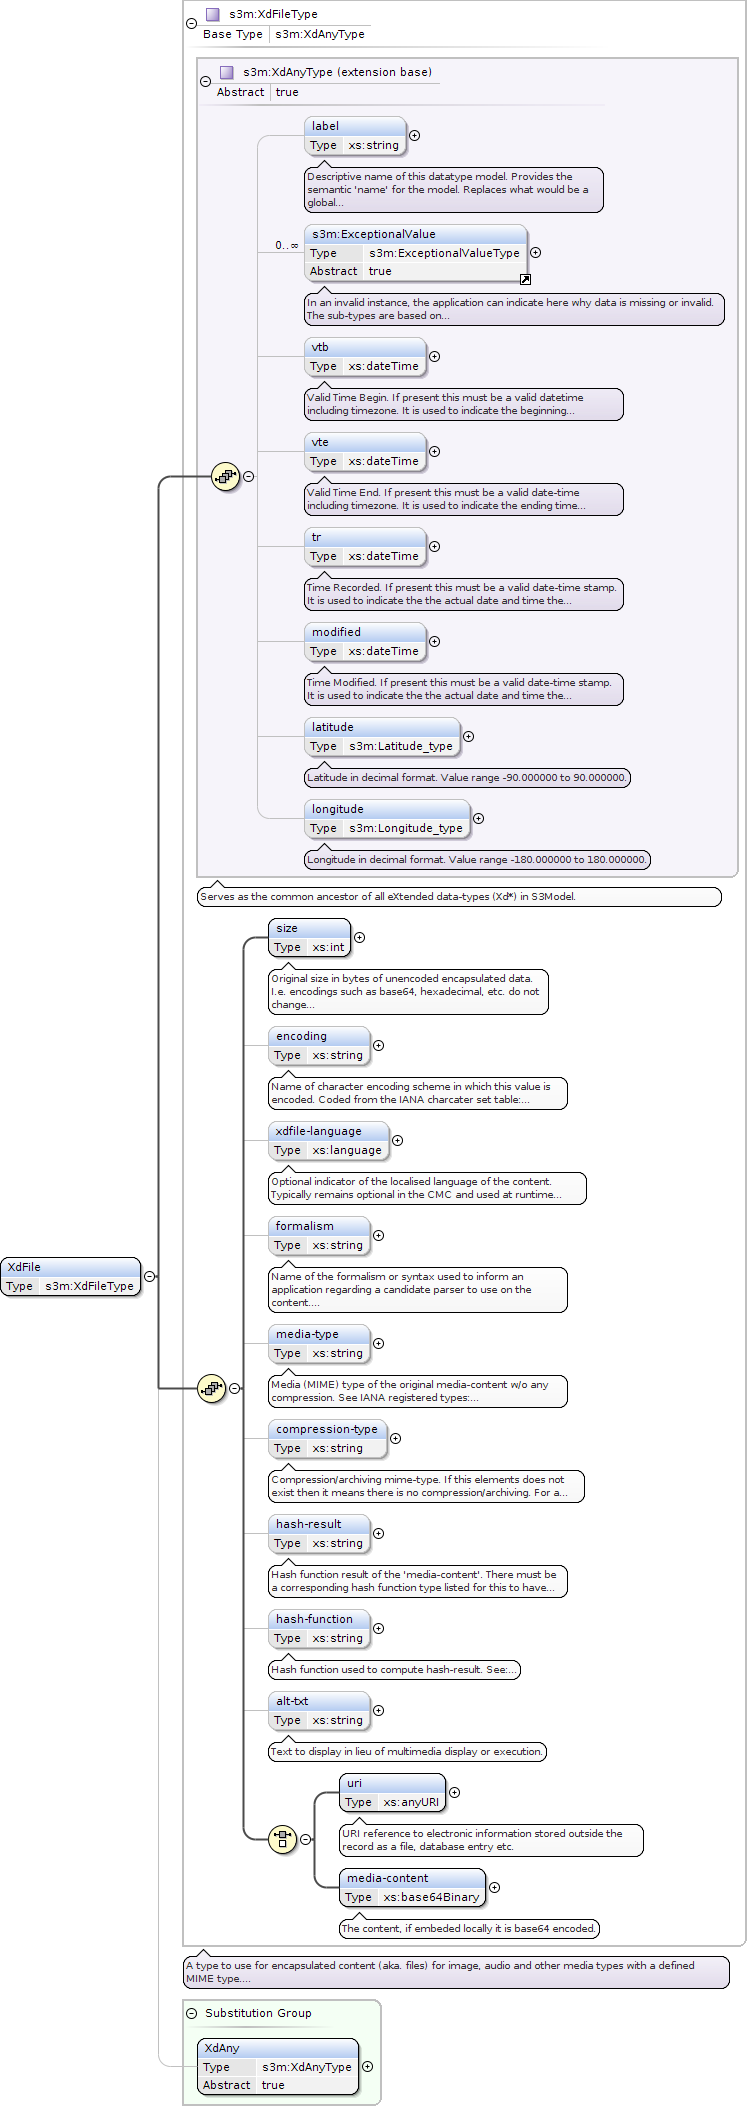 s3m:XdFileType
Base Type s3m:XdAnyType
s3m:XdAnyType (extension base)
Abstract true
label
Type xs:string
Descriptive name of this datatype model. Provides the
semantic 'name' for the model. Replaces what would be a
global...
s3m:ExceptionalValue
0..∞
Type s3m:ExceptionalValueType
Abstract true
In an invalid instance, the application can indicate here why data is missing or invalid.
The sub-types are based on...
vtb
Type xs:dateTime
Valid Time Begin. If present this must be a valid datetime
including timezone. It is used to indicate the beginning...
vte
Type xs:dateTime
Valid Time End. If present this must be a valid date-time
including timezone. It is used to indicate the ending time...
tr
Type xs:dateTime
Time Recorded. If present this must be a valid date-time stamp.
It is used to indicate the the actual date and time the...
modified
Type xs:dateTime
Time Modified. If present this must be a valid date-time stamp.
It is used to indicate the the actual date and time the...
latitude
Type s3m:Latitude_type
Latitude in decimal format. Value range -90.000000 to 90.000000.
longitude
Type s3m:Longitude_type
Longitude in decimal format. Value range -180.000000 to 180.000000.
Serves as the common ancestor of all eXtended data-types (Xd*) in S3Model.
size
Type xs:int
Original size in bytes of unencoded encapsulated data.
I.e. encodings such as base64, hexadecimal, etc. do not
change...
encoding
Type xs:string
Name of character encoding scheme in which this value is
encoded. Coded from the IANA charcater set table:...
xdfile-language
Type xs:language
Optional indicator of the localised language of the content.
Typically remains optional in the CMC and used at runtime...
formalism
Type xs:string
Name of the formalism or syntax used to inform an
application regarding a candidate parser to use on the
content....
XdFile
Type s3m:XdFileType
media-type
Type xs:string
Media (MIME) type of the original media-content w/o any
compression. See IANA registered types:...
compression-type
Type xs:string
Compression/archiving mime-type. If this elements does not
exist then it means there is no compression/archiving. For a...
hash-result
Type xs:string
Hash function result of the 'media-content'. There must be
a corresponding hash function type listed for this to have...
hash-function
Type xs:string
Hash function used to compute hash-result. See:...
alt-txt
Type xs:string
Text to display in lieu of multimedia display or execution.
uri
Type xs:anyURI
URI reference to electronic information stored outside the
record as a file, database entry etc.
media-content
Type xs:base64Binary
The content, if embeded locally it is base64 encoded.
A type to use for encapsulated content (aka. files) for image, audio and other media types with a defined
MIME type....
Substitution Group
XdAny
Type s3m:XdAnyType
Abstract true